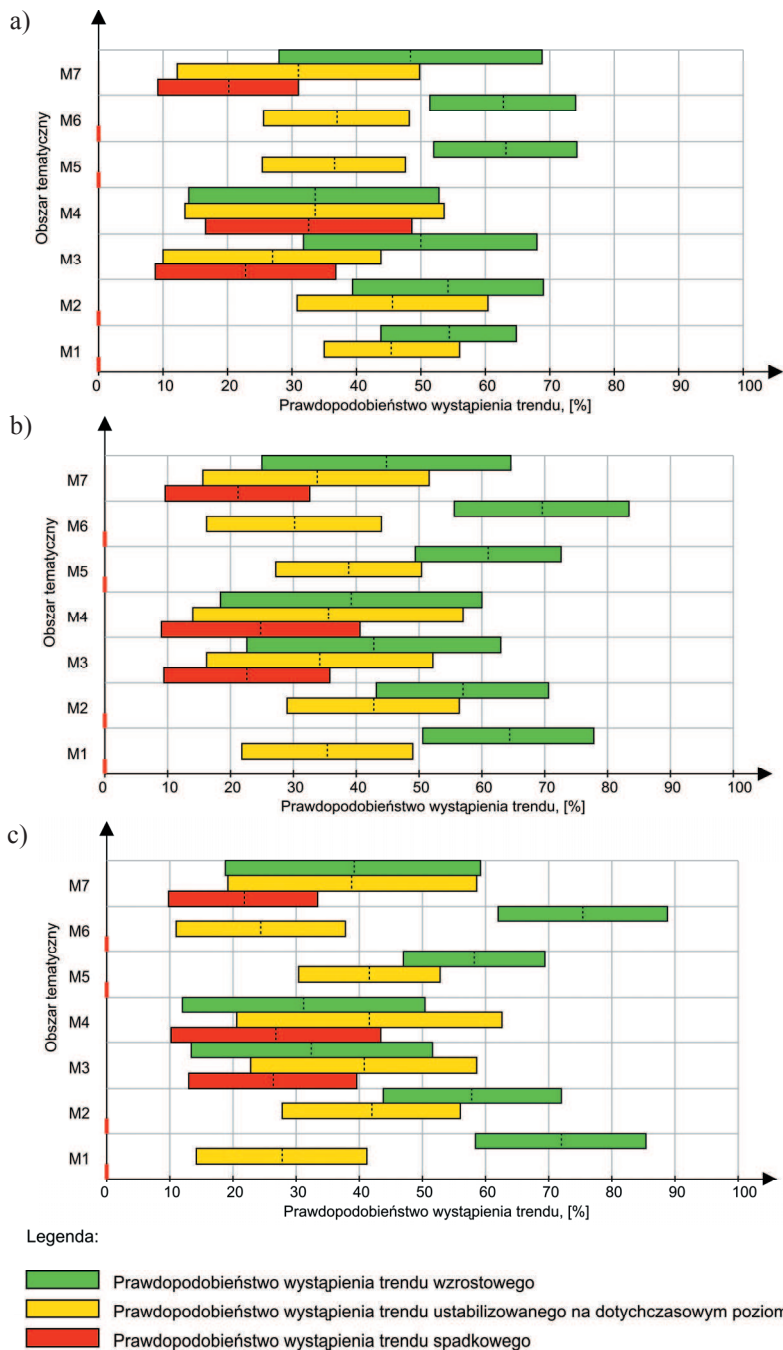 a)
Obszar tematyczny
M7
M6
M5
M4
M3
M2
M1
0 10 20 30 40 50 60 70 80 90 100
Prawdopodobieństwo wystąpienia trendu, [%]
b)
Obszar tematyczny
M7
M6
M5
M4
M3
M2
M1
0 10 20 30 40 50 60 70 80 90 100
Prawdopodobieństwo wystąpienia trendu, [%]
c)
Obszar tematyczny
M7
M6
M5
M4
M3
M2
M1
0 10 20 30 40 50 60 70 80 90 100
Prawdopodobieństwo wystąpienia trendu, [%]
Legenda:
Prawdopodobieństwo wystąpienia trendu wzrostowego
Prawdopodobieństwo wystąpienia trendu ustabilizowanego na dotychczasowym poziom
Prawdopodobieństwo wystąpienia trendu spadkowego